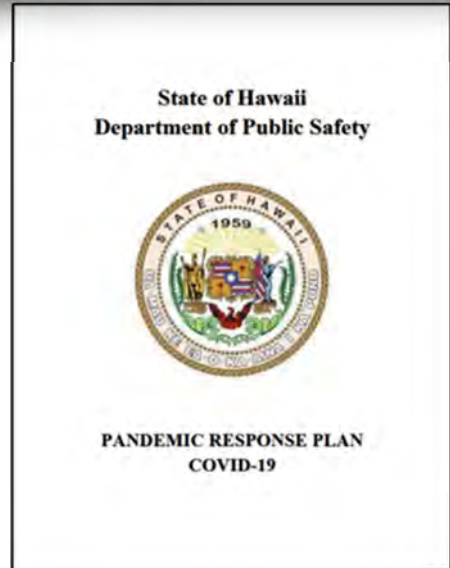 State of Hawaii
Department of Public Safety
STATE OF HAWAII
1959
PANDEMIC RESPONSE PLAN
COVID-19